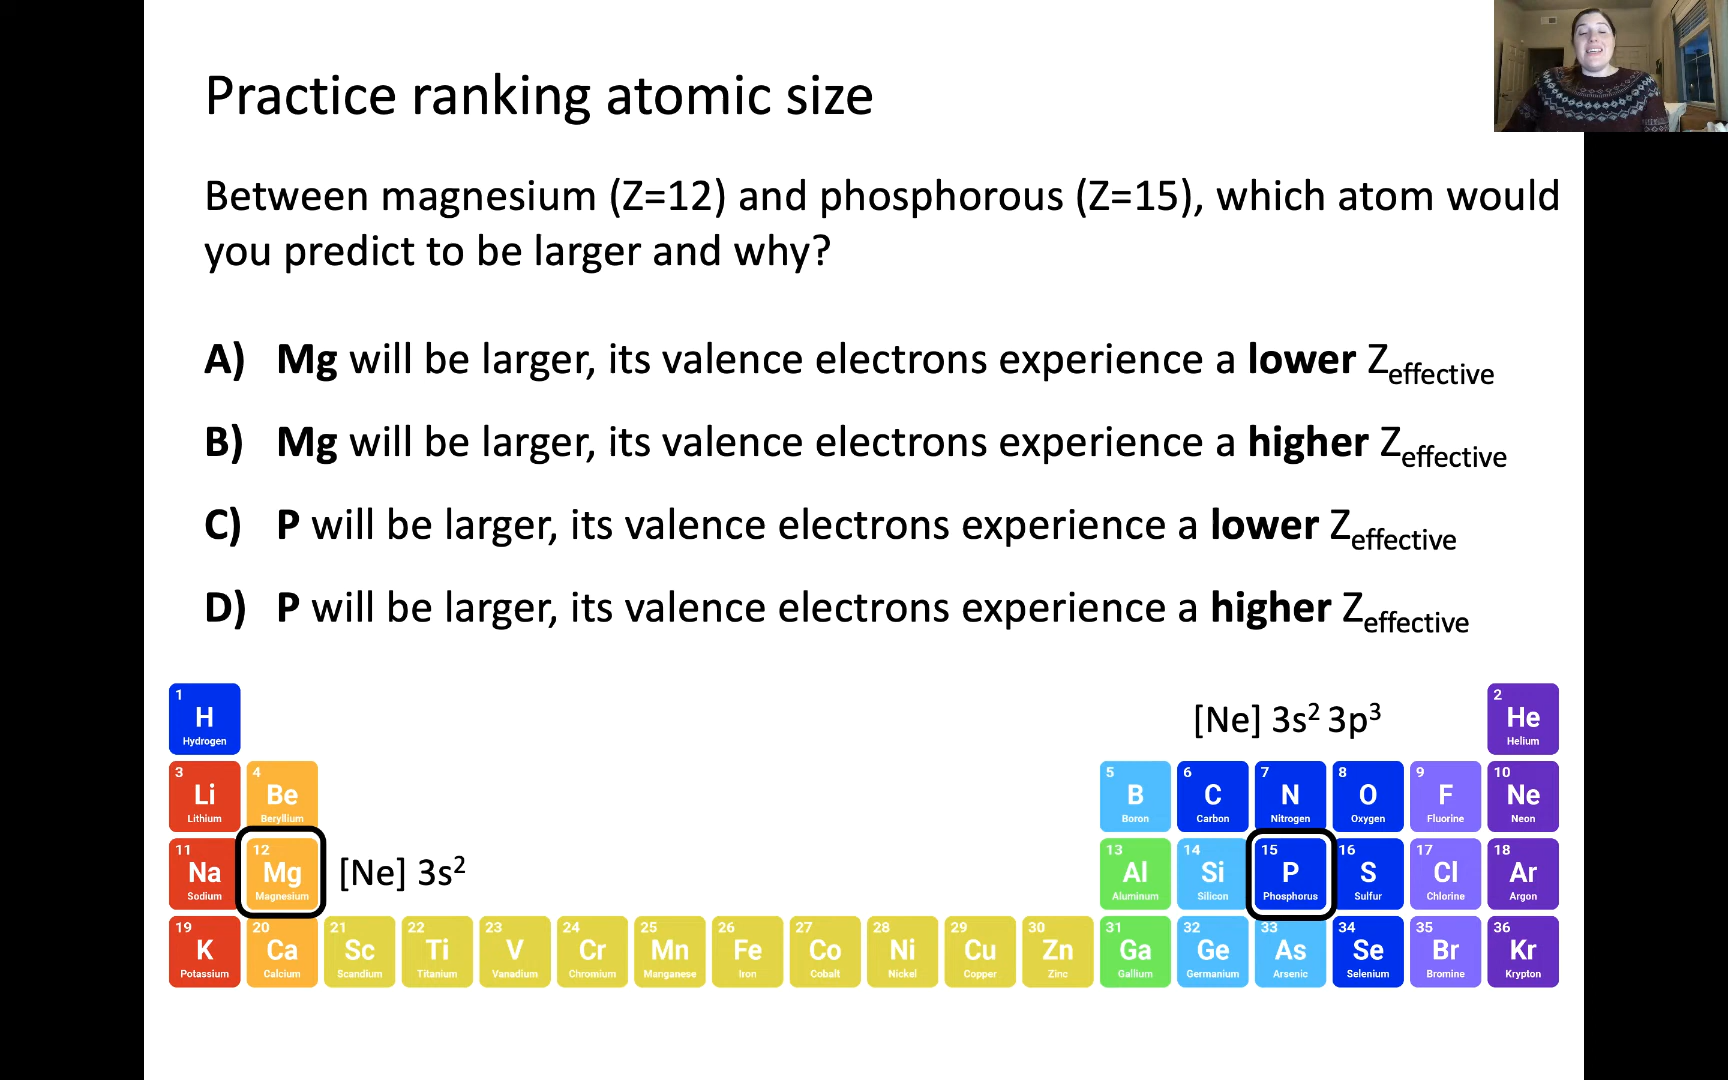 Practice ranking atomic size
Between magnesium (Z=12) and phosphorous (Z=15), which atom would
you predict to be larger and why?
A) Mg will be larger, its valence electrons experience a lower Zeffective
B) Mg will be larger, its valence electrons experience a higher Zeffective
C) P will be larger, its valence electrons experience a lower Zeffective
D) P will be larger, its valence electrons experience a higher Zeffective
1 H Hydrogen [Ne] 3s² 3p³ 2 He Helium
3 Li Lithium 4 Be Beryllium 5 B Boron 6 C Carbon 7 N Nitrogen 8 O Oxygen 9 F Fluorine 10 Ne Neon
11 Na Sodium 12 Mg Magnesium [Ne] 3s² 13 Al Aluminum 14 Si Silicon 15 P Phosphorus 16 S Sulfur 17 Cl Chlorine 18 Ar Argon
19 K Potassium 20 Ca Calcium 21 Sc Scandium 22 Ti Titanium 23 V Vanadium 24 Cr Chromium 25 Mn Manganese 26 Fe Iron 27 Co Cobalt 28 Ni Nickel 29 Cu Copper 30 Zn Zinc 31 Ga Gallium 32 Ge Germanium 33 As Arsenic 34 Se Selenium 35 Br Bromine 36 Kr Krypton